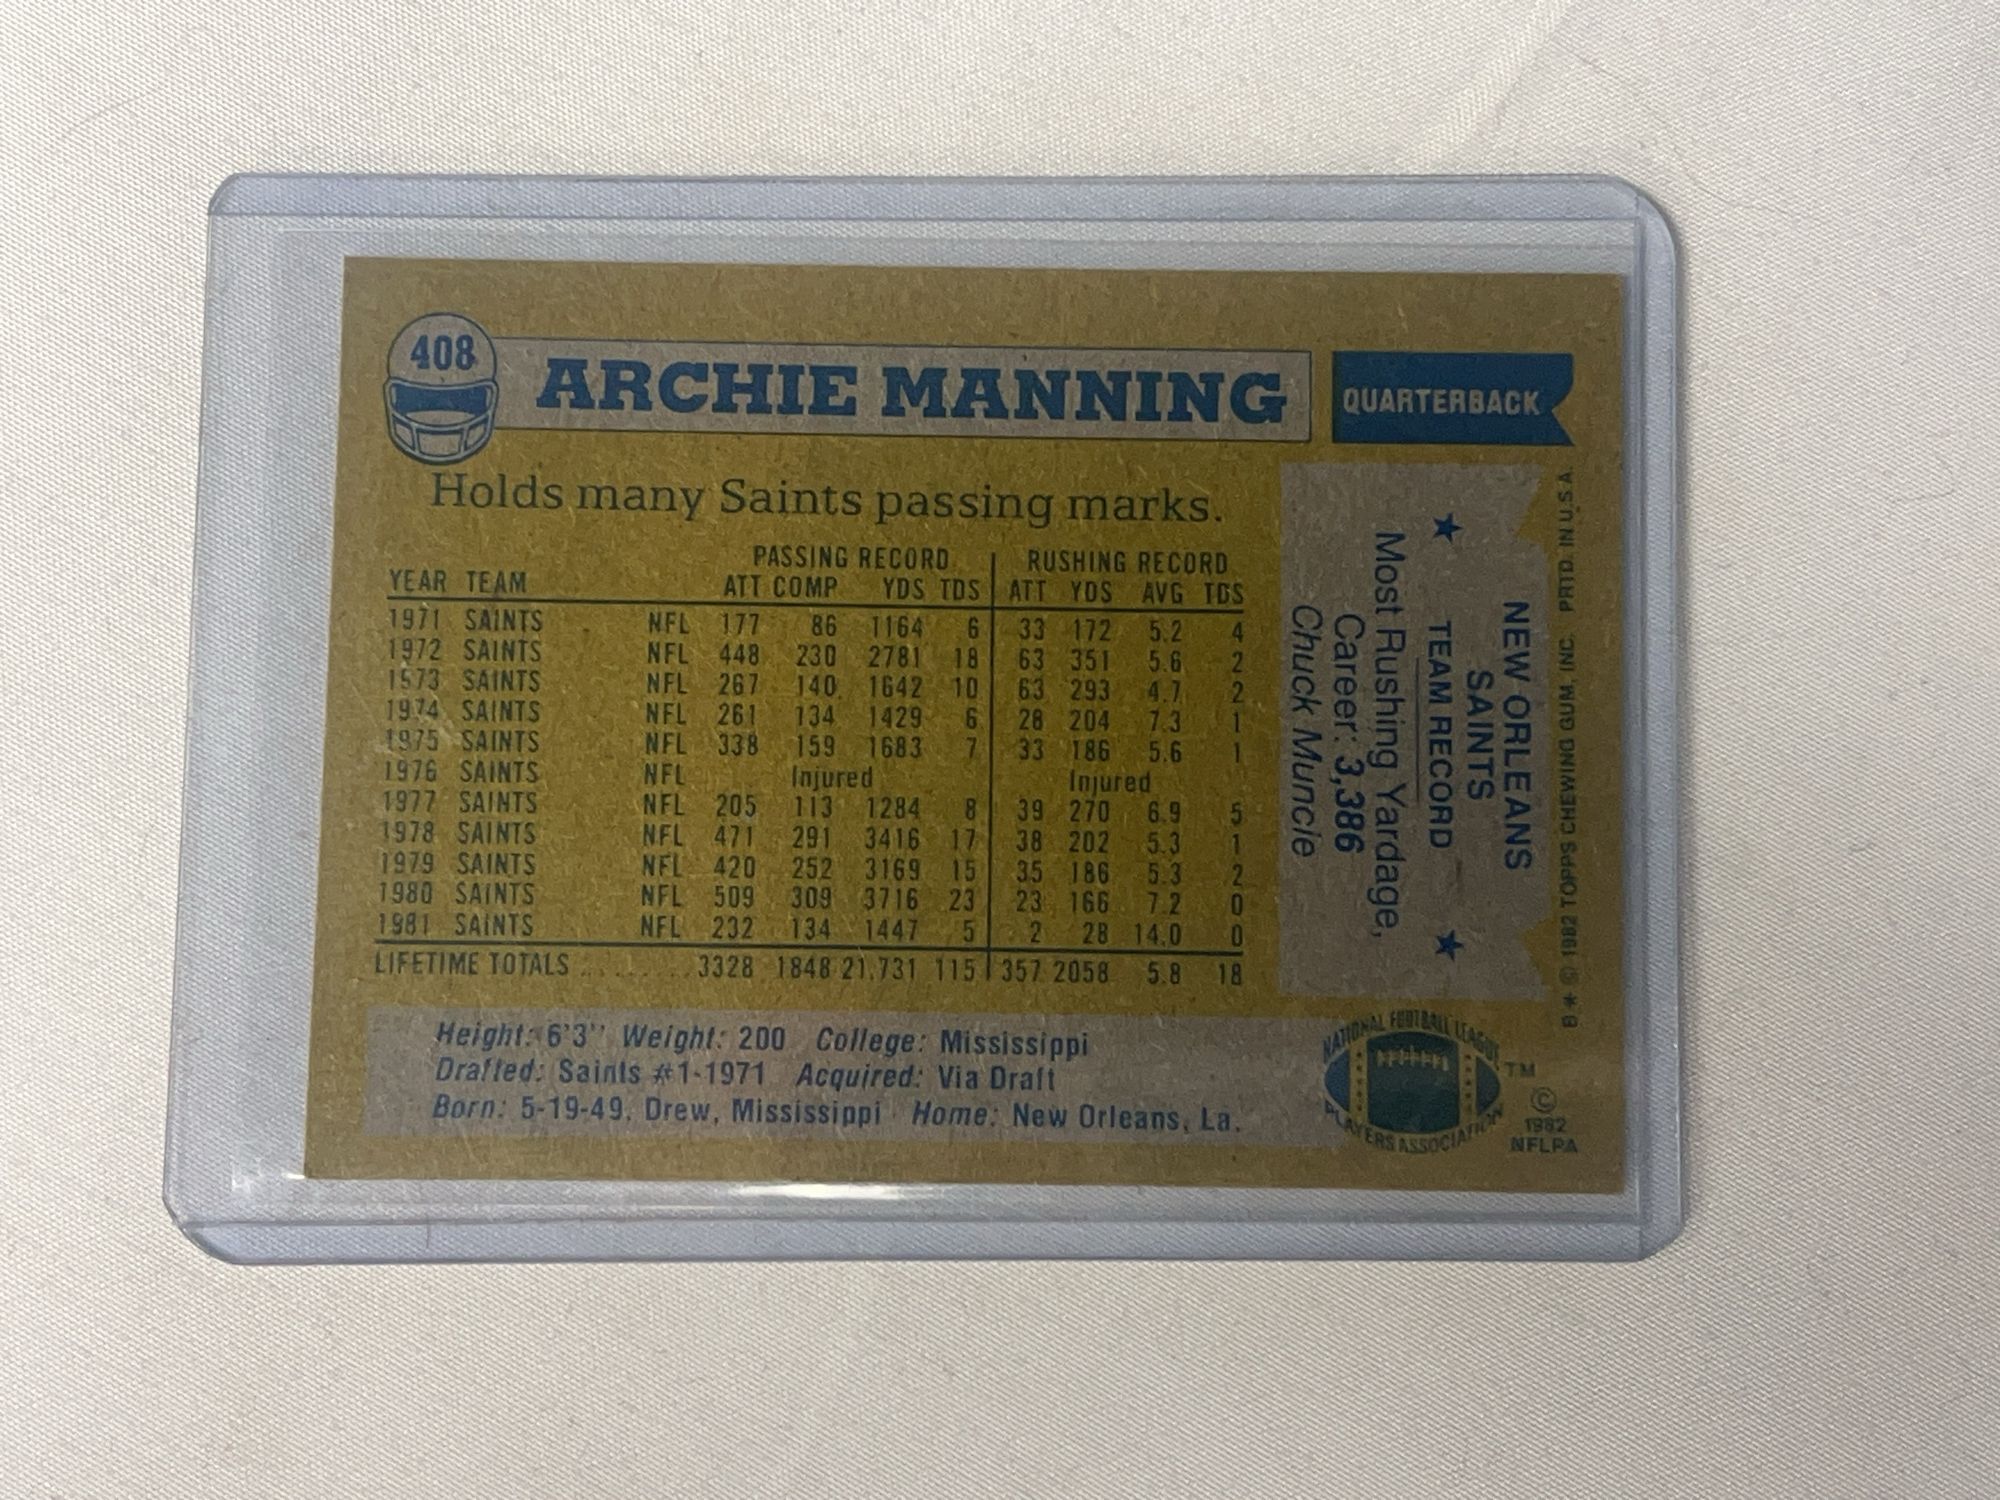 408
ARCHIE MANNING
QUARTERBACK
Holds many Saints passing marks.
PASSING RECORD RUSHING RECORD
YEAR TEAM ATT COMP YDS TDS ATT YDS AVG TDS
1971 SAINTS NFL 177 86 1164 6 33 172 5.2 4
1972 SAINTS NFL 448 230 2781 18 63 351 5.6 2
1973 SAINTS NFL 267 140 1642 10 63 293 4.7 2
1974 SAINTS NFL 261 134 1429 6 28 204 7.3 1
1975 SAINTS NFL 338 159 1683 7 33 186 5.6 1
1976 SAINTS NFL Injured Injured
1977 SAINTS NFL 205 113 1284 8 39 270 6.9 5
1978 SAINTS NFL 471 291 3416 17 38 202 5.3 1
1979 SAINTS NFL 420 252 3169 15 35 186 5.3 2
1980 SAINTS NFL 509 309 3716 23 23 166 7.2 0
1981 SAINTS NFL 232 134 1447 5 2 28 14.0 0
LIFETIME TOTALS ........ 3328 1848 21,731 115 357 2058 5.8 18
Height: 6'3" Weight: 200 College: Mississippi
Drafted: Saints #1-1971 Acquired: Via Draft
Born: 5-19-49, Drew, Mississippi Home: New Orleans, La.
NEW ORLEANS
SAINTS
★ TEAM RECORD ★
Most Rushing Yardage,
Career: 3,386
Chuck Muncie
B* © 1982 TOPPS CHEWING GUM, INC. PRTD. IN U.S.A.
NATIONAL FOOTBALL LEAGUE
PLAYERS ASSOCIATION
TM
©
1982
NFLPA